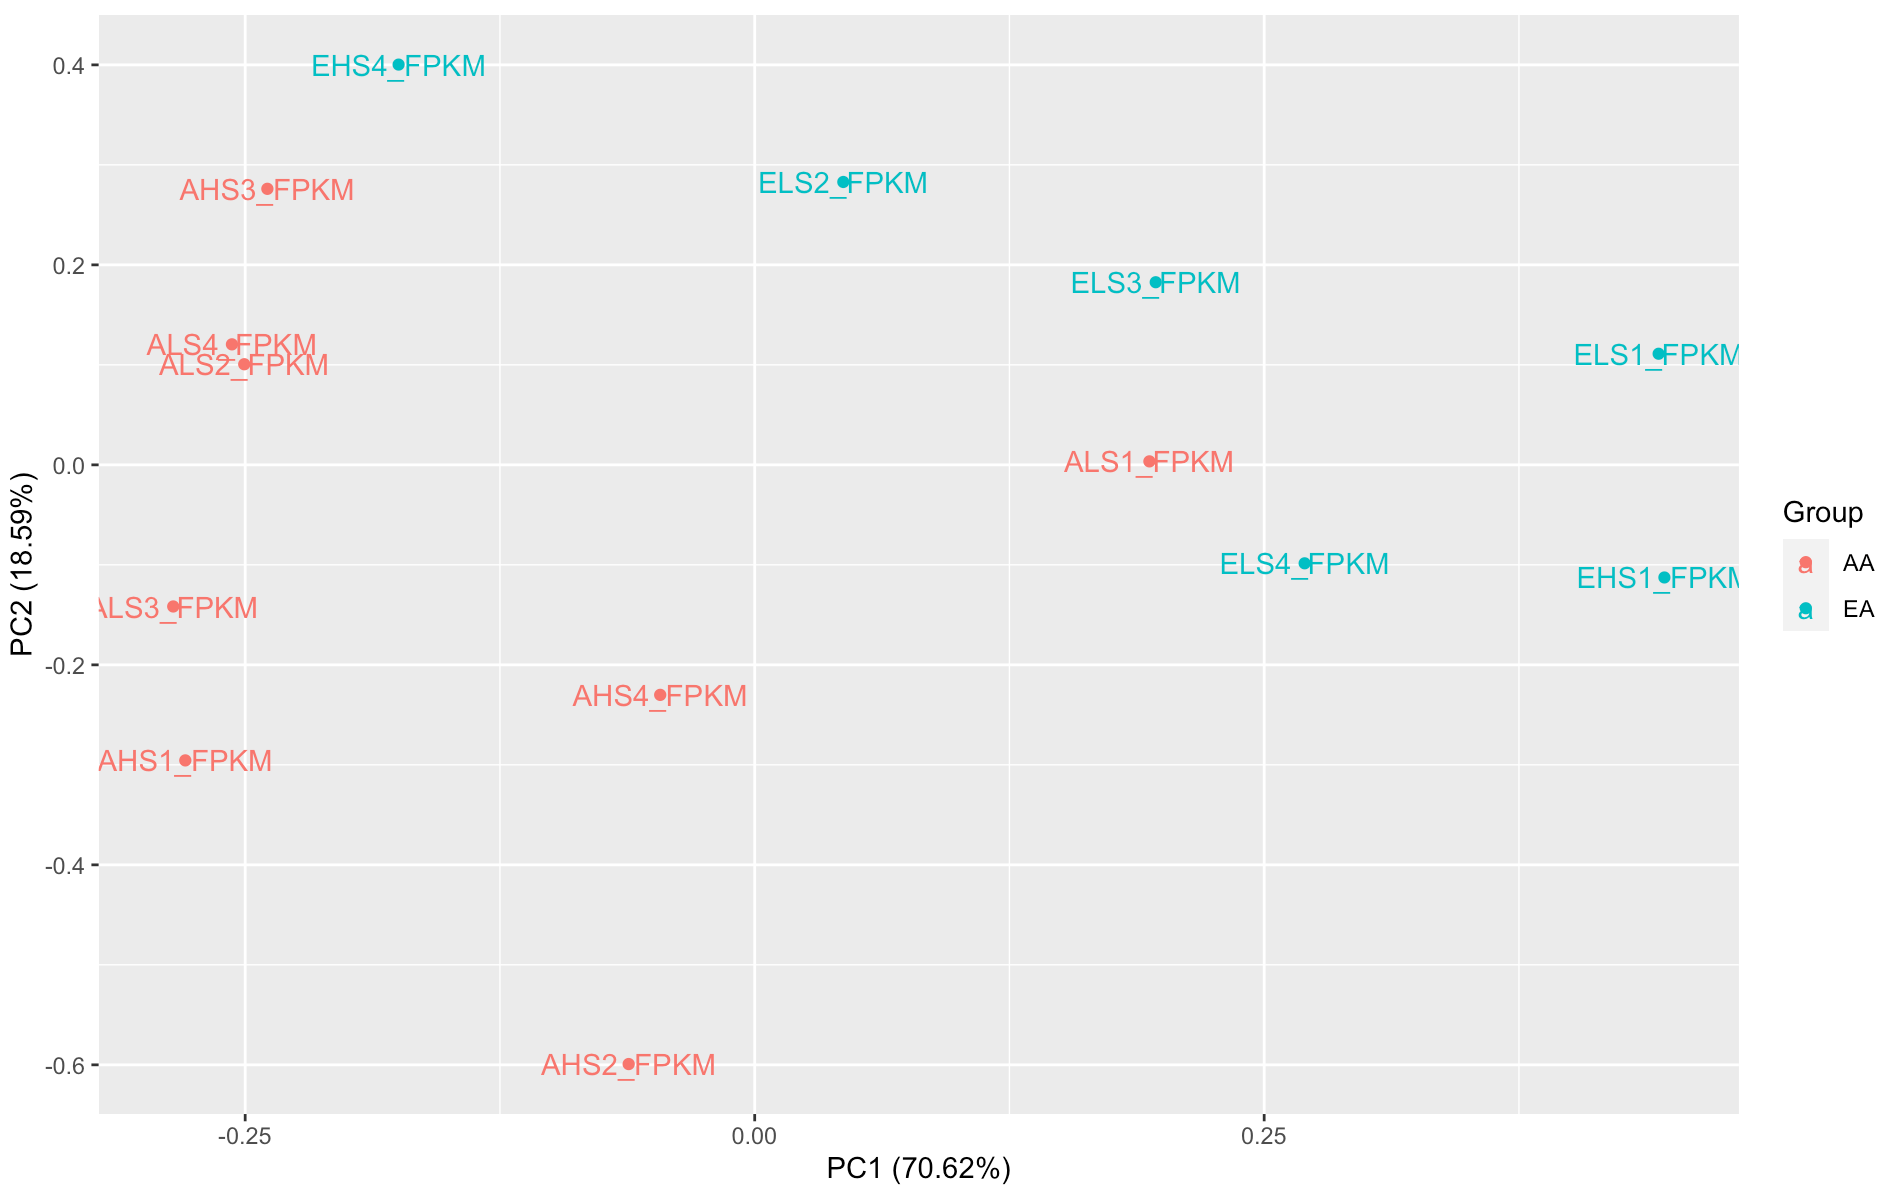 0.4
0.2
0.0
-0.2
-0.4
-0.6
PC2 (18.59%)
EHS4_FPKM
AHS3_FPKM
ELS2_FPKM
ELS3_FPKM
ALS4_FPKM
ALS2_FPKM
ELS1_FPKM
ALS1_FPKM
ELS4_FPKM
EHS1_FPKM
ALS3_FPKM
AHS4_FPKM
AHS1_FPKM
AHS2_FPKM
-0.25
0.00
0.25
PC1 (70.62%)
Group
a AA
a EA